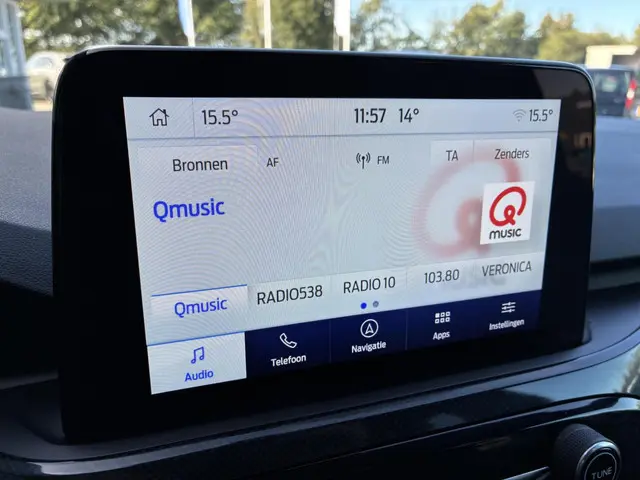 15.5° 11:57 14° 15.5°
Bronnen AF FM TA Zenders
Qmusic
MUSIC
Qmusic RADIO538 RADIO 10 103.80 VERONICA
Audio Telefoon Navigatie Apps Instellingen
TUNE